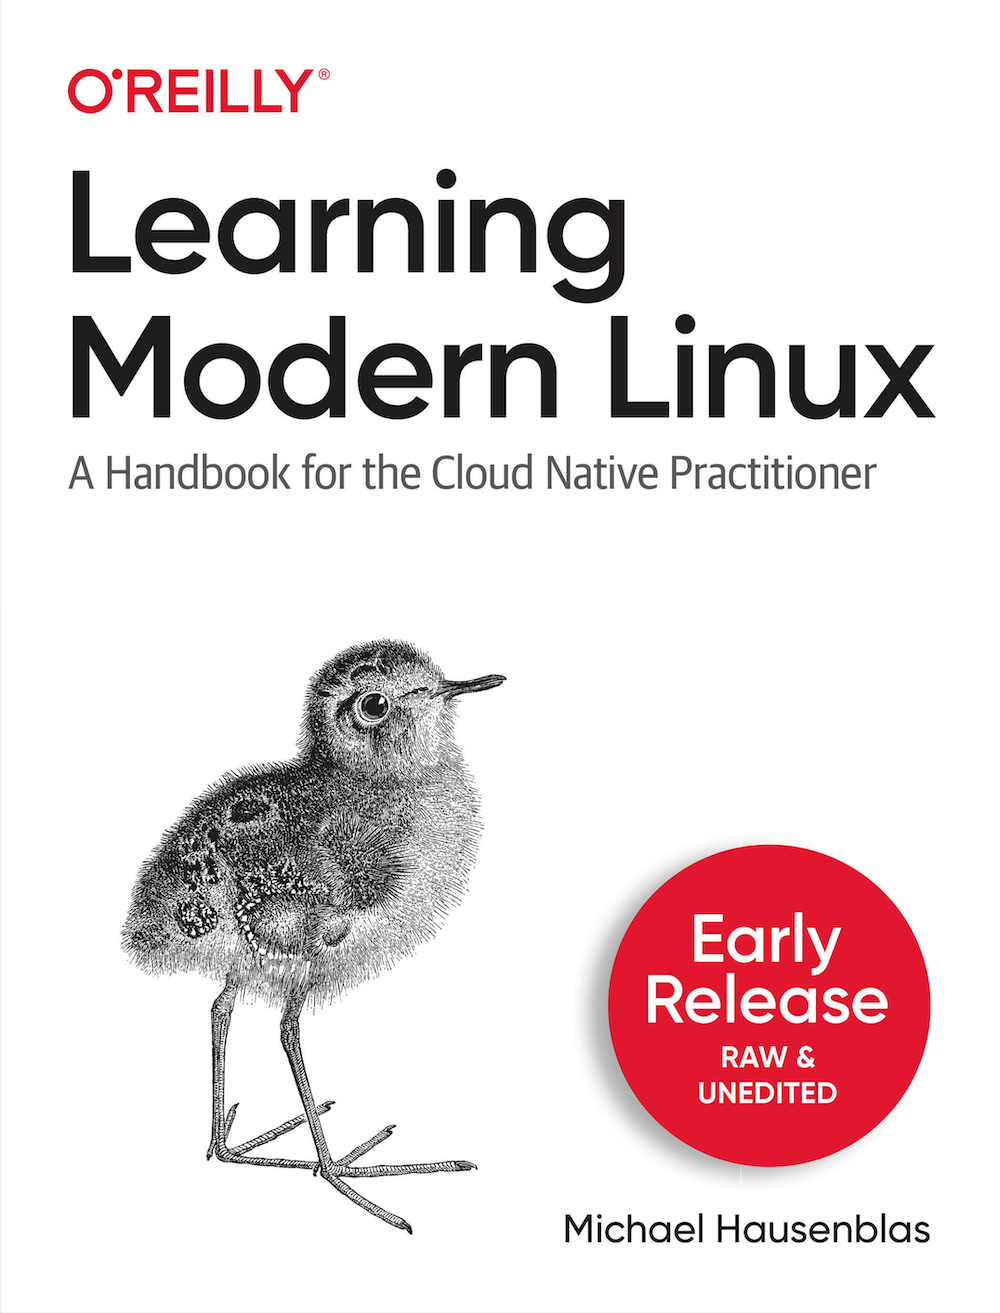 O'REILLY®
Learning
Modern Linux
A Handbook for the Cloud Native Practitioner
Early
Release
RAW &
UNEDITED
Michael Hausenblas